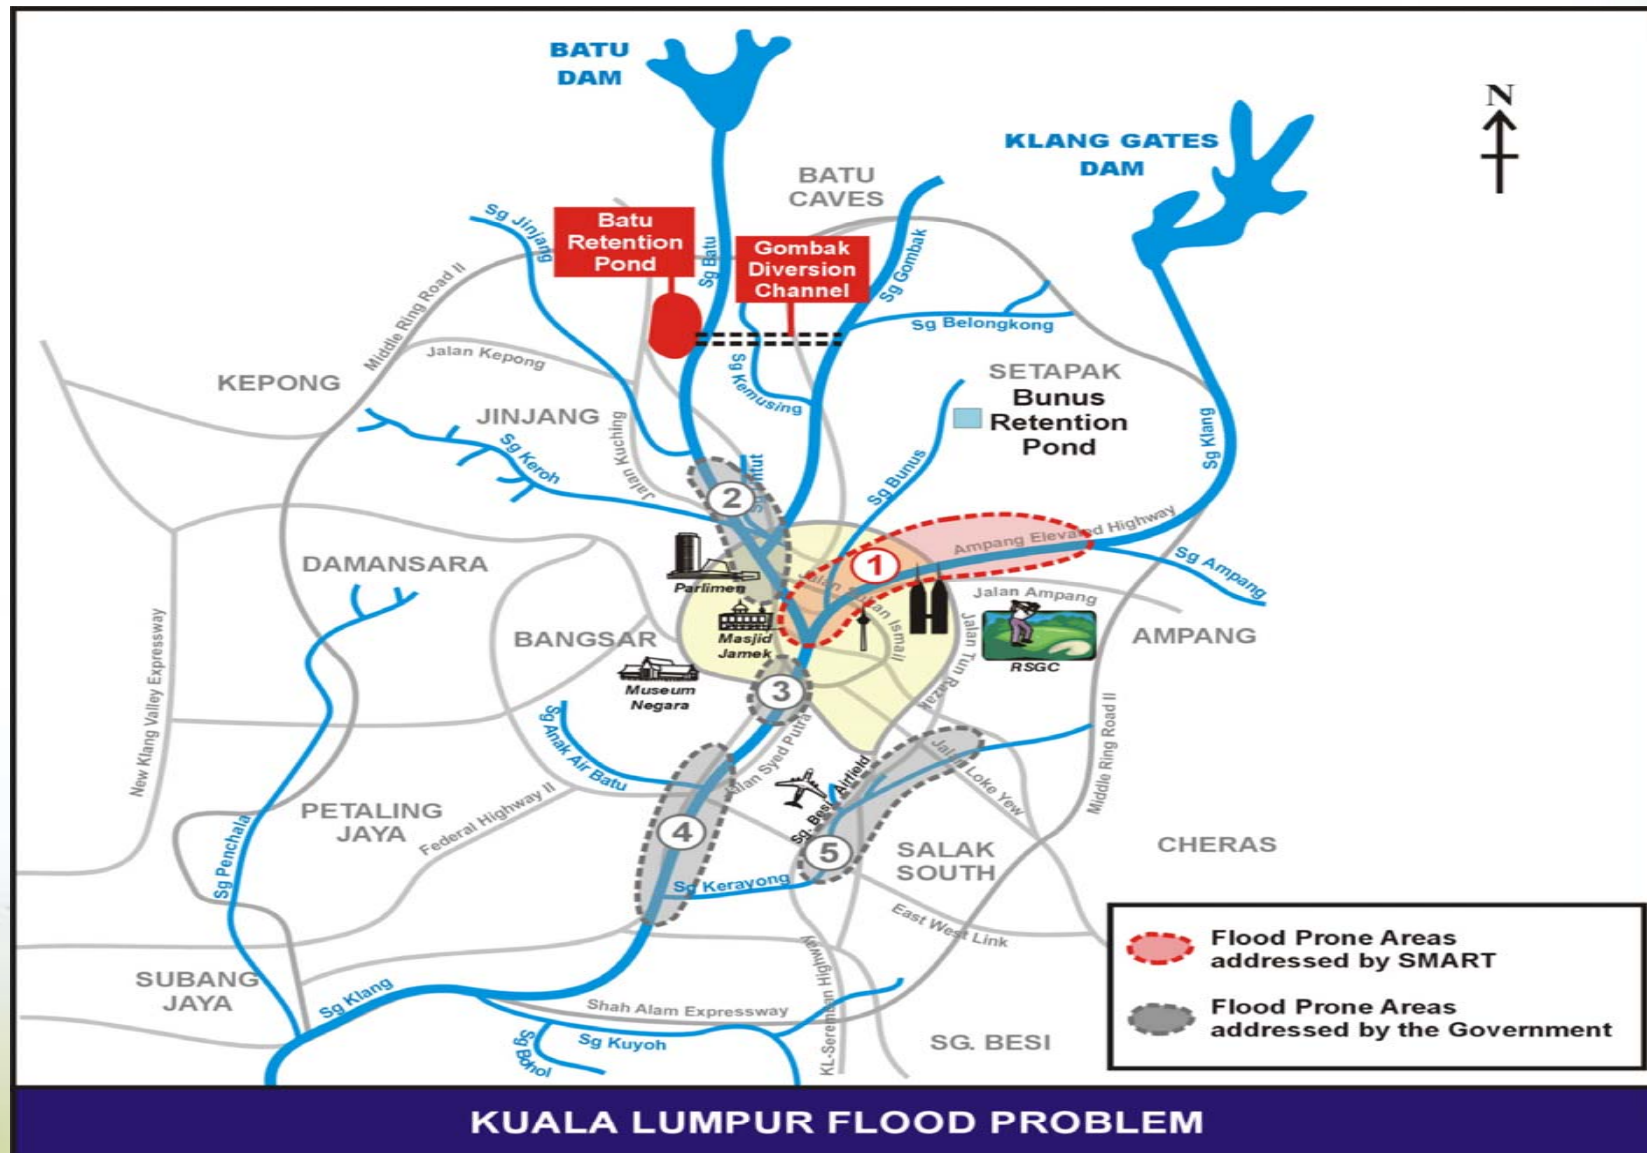 BATU
DAM
KLANG GATES
DAM
N
BATU
CAVES
Batu
Retention
Pond
Gombak
Diversion
Channel
Sg Jinjang
Sg Batu
Sg Gombak
Middle Ring Road II
Sg Belongkong
Jalan Kepong
Sg Kemusing
KEPONG
SETAPAK
Bunus
Retention
Pond
JINJANG
Jalan Kuching
Sg Keroh
Sg Klang
Sg Bunus
2
Ampang Elevated Highway
1
Sg Ampang
DAMANSARA
Parlimen
Jalan Ampang
Ismail
Jalan Tun Razak
BANGSAR
Masjid
Jamek
RSGC
AMPANG
Museum
Negara
3
New Klang Valley Expressway
Sg Anak Air Batu
Jalan Syed Putra
Jalan Loke Yew
Middle Ring Road II
Sg. Besi Airfield
PETALING
JAYA
Federal Highway II
4
5
SALAK
SOUTH
CHERAS
Sg Penchala
Sg Kerayong
East West Link
KL-Seremban Highway
SUBANG
JAYA
Sg Klang
Shah Alam Expressway
Sg Kuyoh
Sg Bohol
SG. BESI
Flood Prone Areas
addressed by SMART
Flood Prone Areas
addressed by the Government
KUALA LUMPUR FLOOD PROBLEM